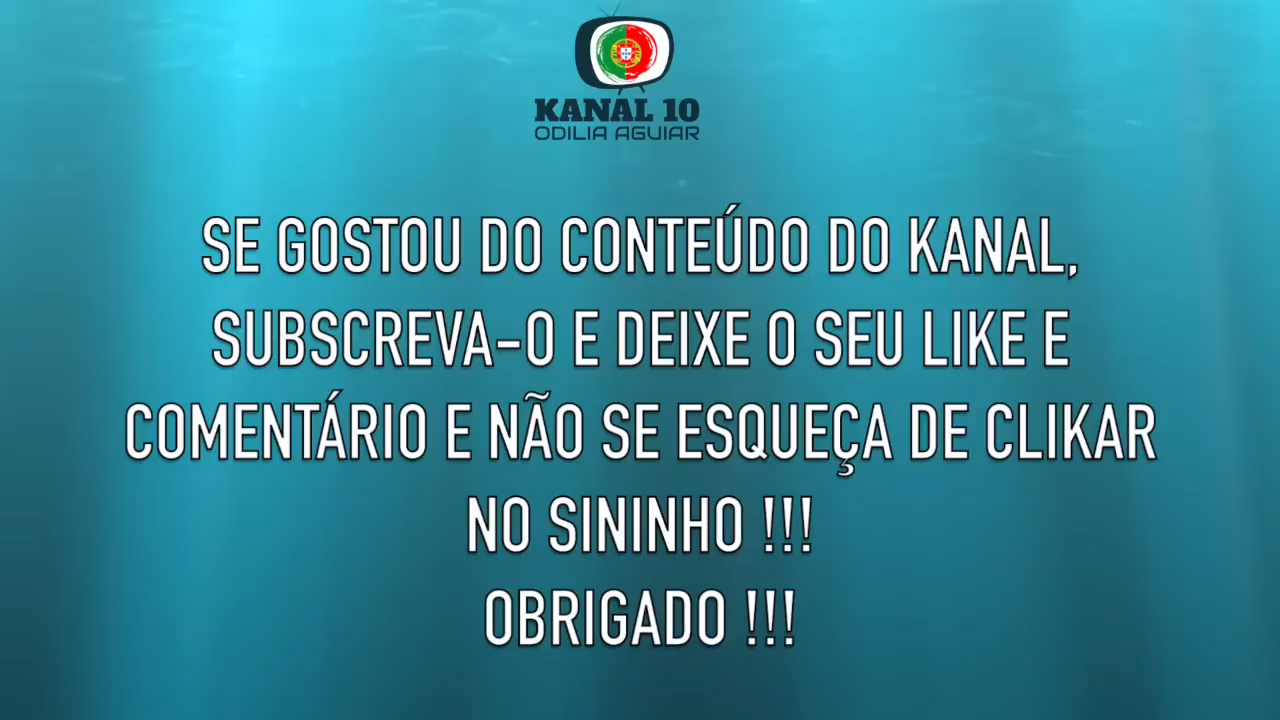 KANAL 10
ODILIA AGUIAR
SE GOSTOU DO CONTEÚDO DO KANAL,
SUBSCREVA-O E DEIXE O SEU LIKE E
COMENTÁRIO E NÃO SE ESQUEÇA DE CLIKAR
NO SININHO !!!
OBRIGADO !!!